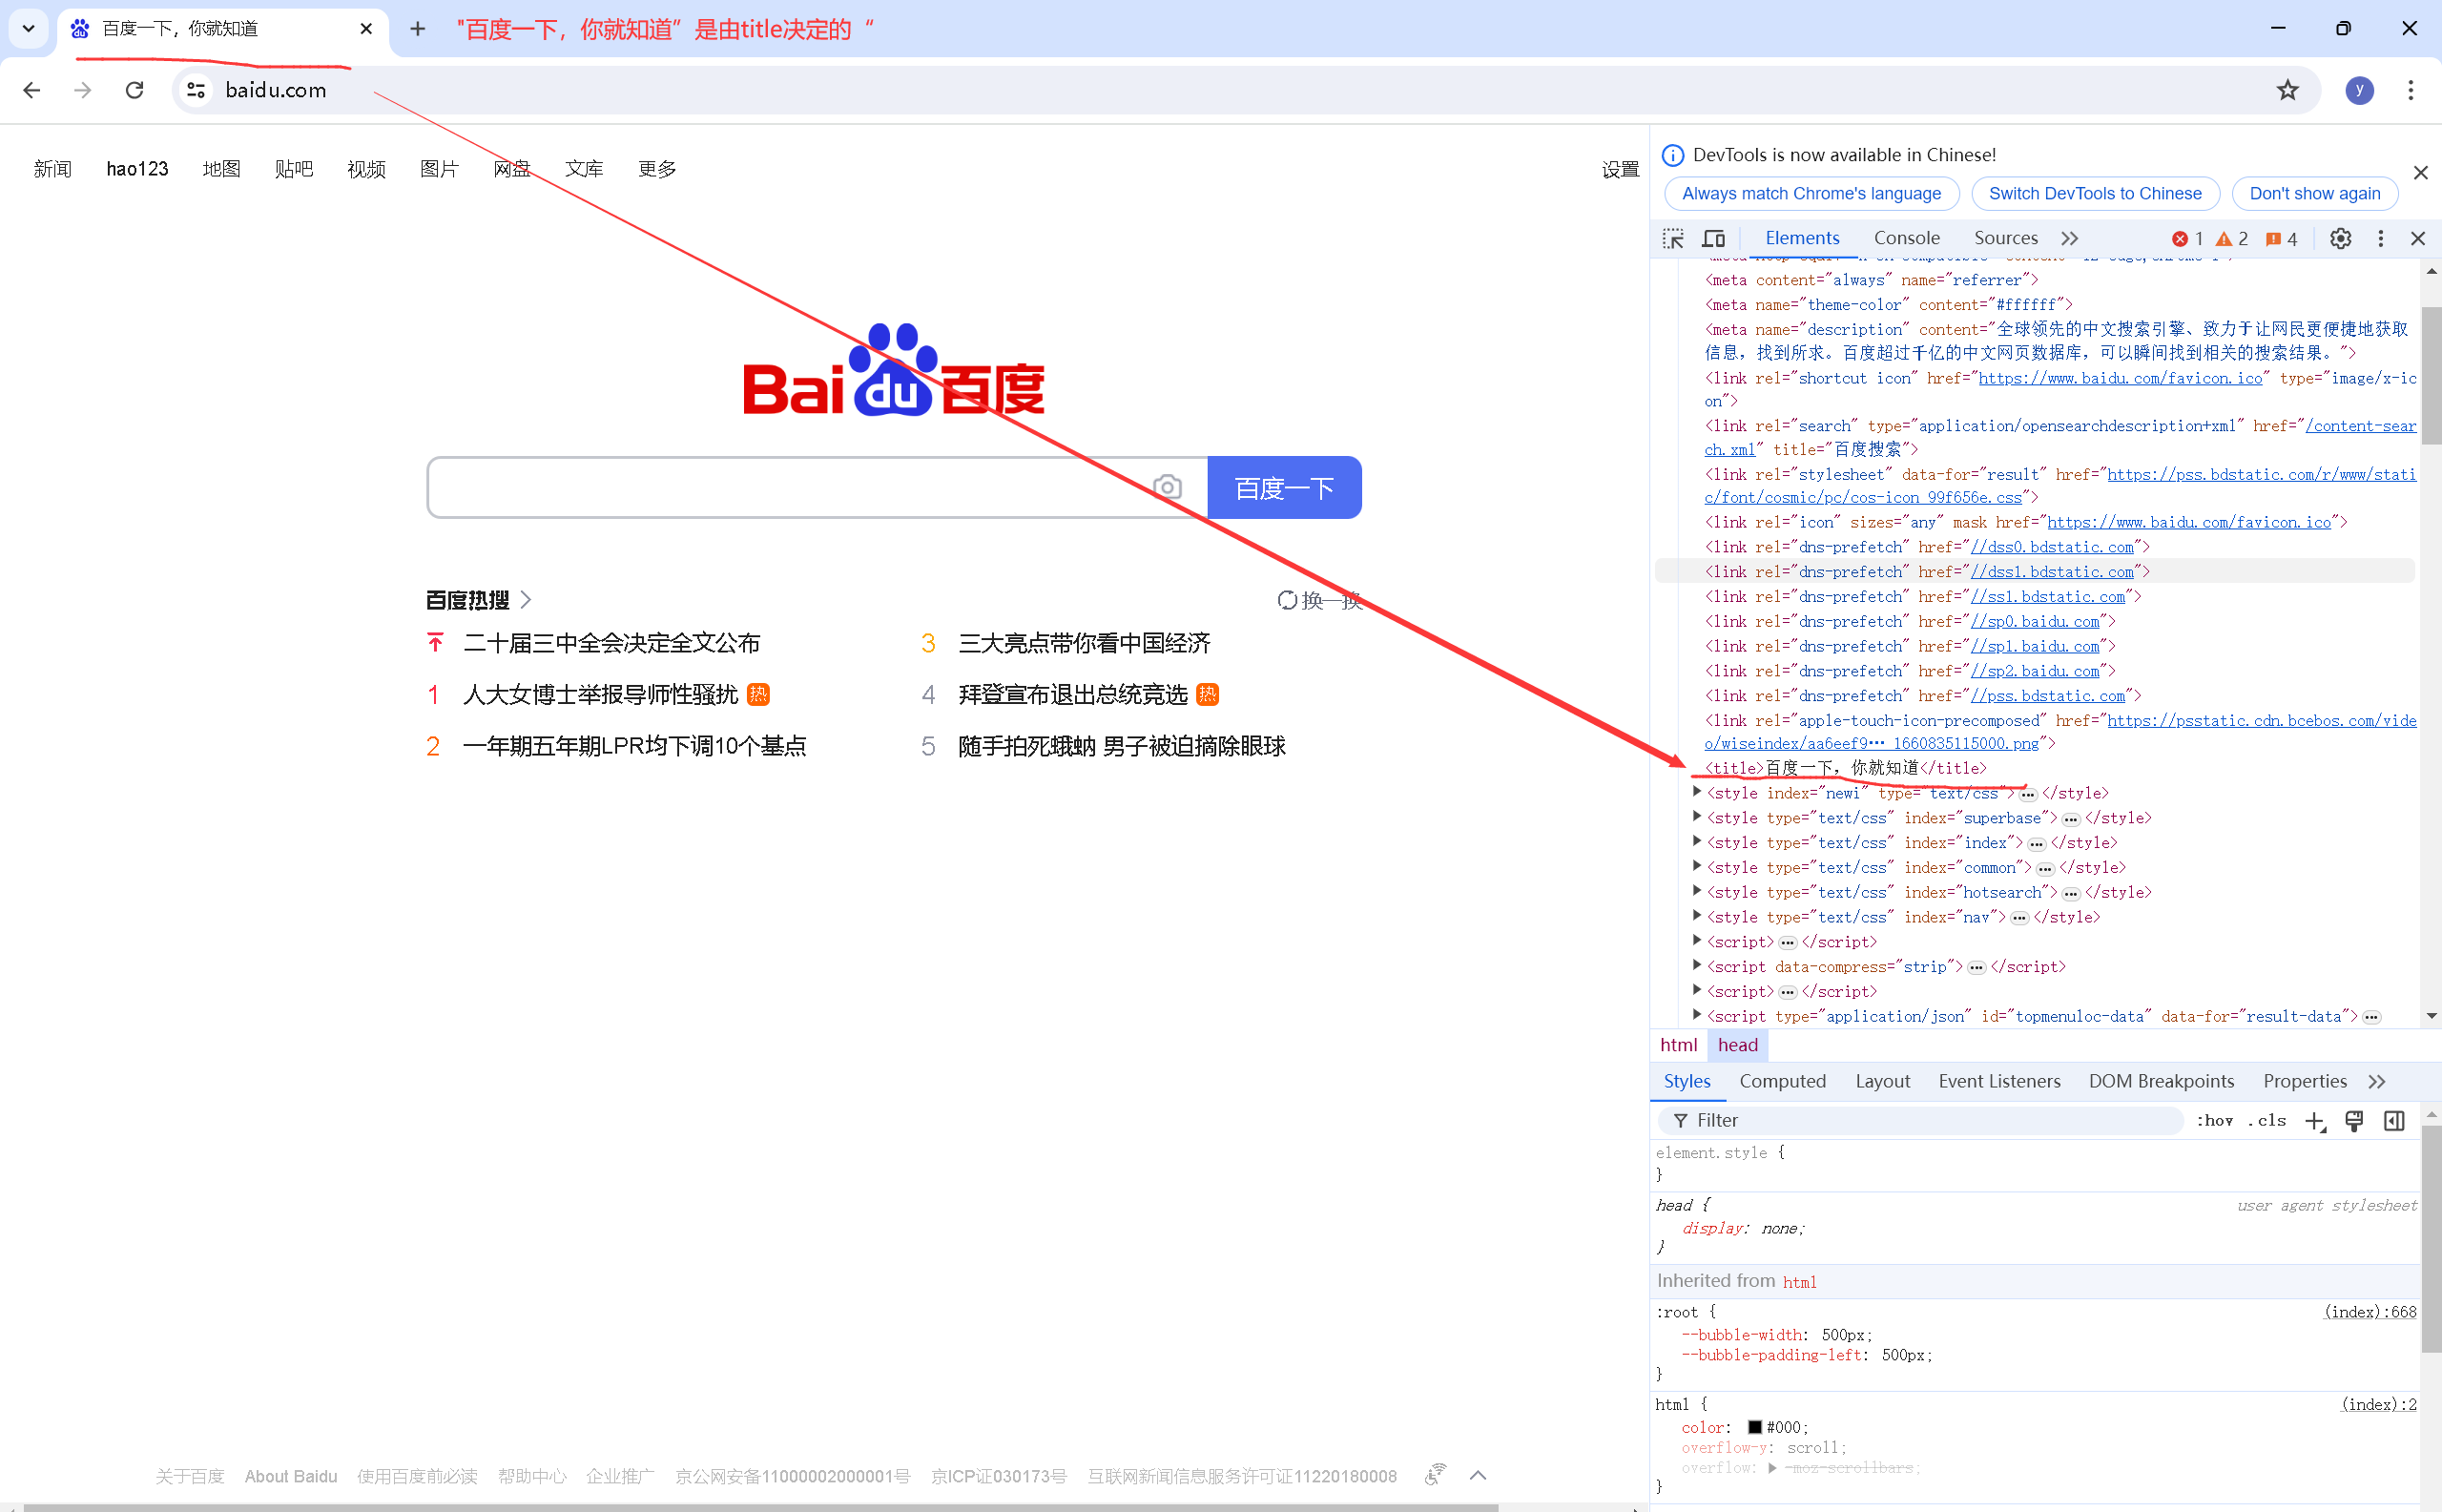 百度一下，你就知道
"百度一下，你就知道”是由title决定的“
baidu.com
y
新闻 hao123 地图 贴吧 视频 图片 网盘 文库 更多 设置
Bai du 百度
百度一下
百度热搜
换一换
二十届三中全会决定全文公布
1 人大女博士举报导师性骚扰 热
2 一年期五年期LPR均下调10个基点
3 三大亮点带你看中国经济
4 拜登宣布退出总统竞选 热
5 随手拍死蛾蚋 男子被迫摘除眼球
关于百度 About Baidu 使用百度前必读 帮助中心 企业推广 京公网安备11000002000001号 京ICP证030173号 互联网新闻信息服务许可证11220180008
DevTools is now available in Chinese!
Always match Chrome's language Switch DevTools to Chinese Don't show again
Elements Console Sources 1 2 4
<meta content="always" name="referrer">
<meta name="theme-color" content="#ffffff">
<meta name="description" content="全球领先的中文搜索引擎、致力于让网民更便捷地获取
信息，找到所求。百度超过千亿的中文网页数据库，可以瞬间找到相关的搜索结果。">
<link rel="shortcut icon" href="https://www.baidu.com/favicon.ico" type="image/x-ic
on">
<link rel="search" type="application/opensearchdescription+xml" href="/content-sear
ch.xml" title="百度搜索">
<link rel="stylesheet" data-for="result" href="https://pss.bdstatic.com/r/www/stati
c/font/cosmic/pc/cos-icon_99f656e.css">
<link rel="icon" sizes="any" mask href="https://www.baidu.com/favicon.ico">
<link rel="dns-prefetch" href="//dss0.bdstatic.com">
<link rel="dns-prefetch" href="//dss1.bdstatic.com">
<link rel="dns-prefetch" href="//ss1.bdstatic.com">
<link rel="dns-prefetch" href="//sp0.baidu.com">
<link rel="dns-prefetch" href="//sp1.baidu.com">
<link rel="dns-prefetch" href="//sp2.baidu.com">
<link rel="dns-prefetch" href="//pss.bdstatic.com">
<link rel="apple-touch-icon-precomposed" href="https://psstatic.cdn.bcebos.com/vide
o/wiseindex/aa6eef9…_1660835115000.png">
<title>百度一下，你就知道</title>
<style index="newi" type="text/css">…</style>
<style type="text/css" index="superbase">…</style>
<style type="text/css" index="index">…</style>
<style type="text/css" index="common">…</style>
<style type="text/css" index="hotsearch">…</style>
<style type="text/css" index="nav">…</style>
<script>…</script>
<script data-compress="strip">…</script>
<script>…</script>
<script type="application/json" id="topmenuloc-data" data-for="result-data">…
html head
Styles Computed Layout Event Listeners DOM Breakpoints Properties
Filter :hov .cls
element.style {
}
head { user agent stylesheet
display: none;
}
Inherited from html
:root { (index):668
--bubble-width: 500px;
--bubble-padding-left: 500px;
}
html { (index):2
color: #000;
overflow-y: scroll;
overflow: -moz-scrollbars;
}